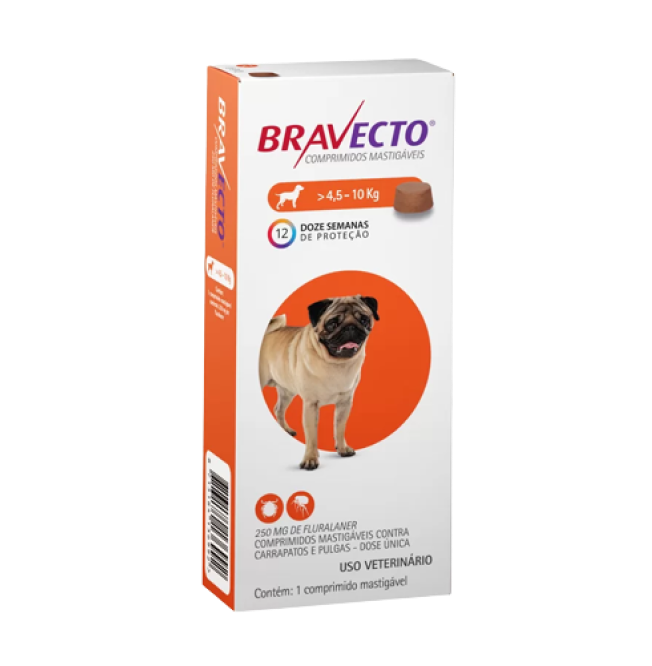 BRAVECTO®
COMPRIMIDOS MASTIGÁVEIS
> 4,5 - 10 Kg
12
DOZE SEMANAS
DE PROTEÇÃO
250 MG DE FLURALANER
COMPRIMIDOS MASTIGÁVEIS CONTRA
CARRAPATOS E PULGAS - DOSE ÚNICA
USO VETERINÁRIO
Contém: 1 comprimido mastigável
BRAVECTO